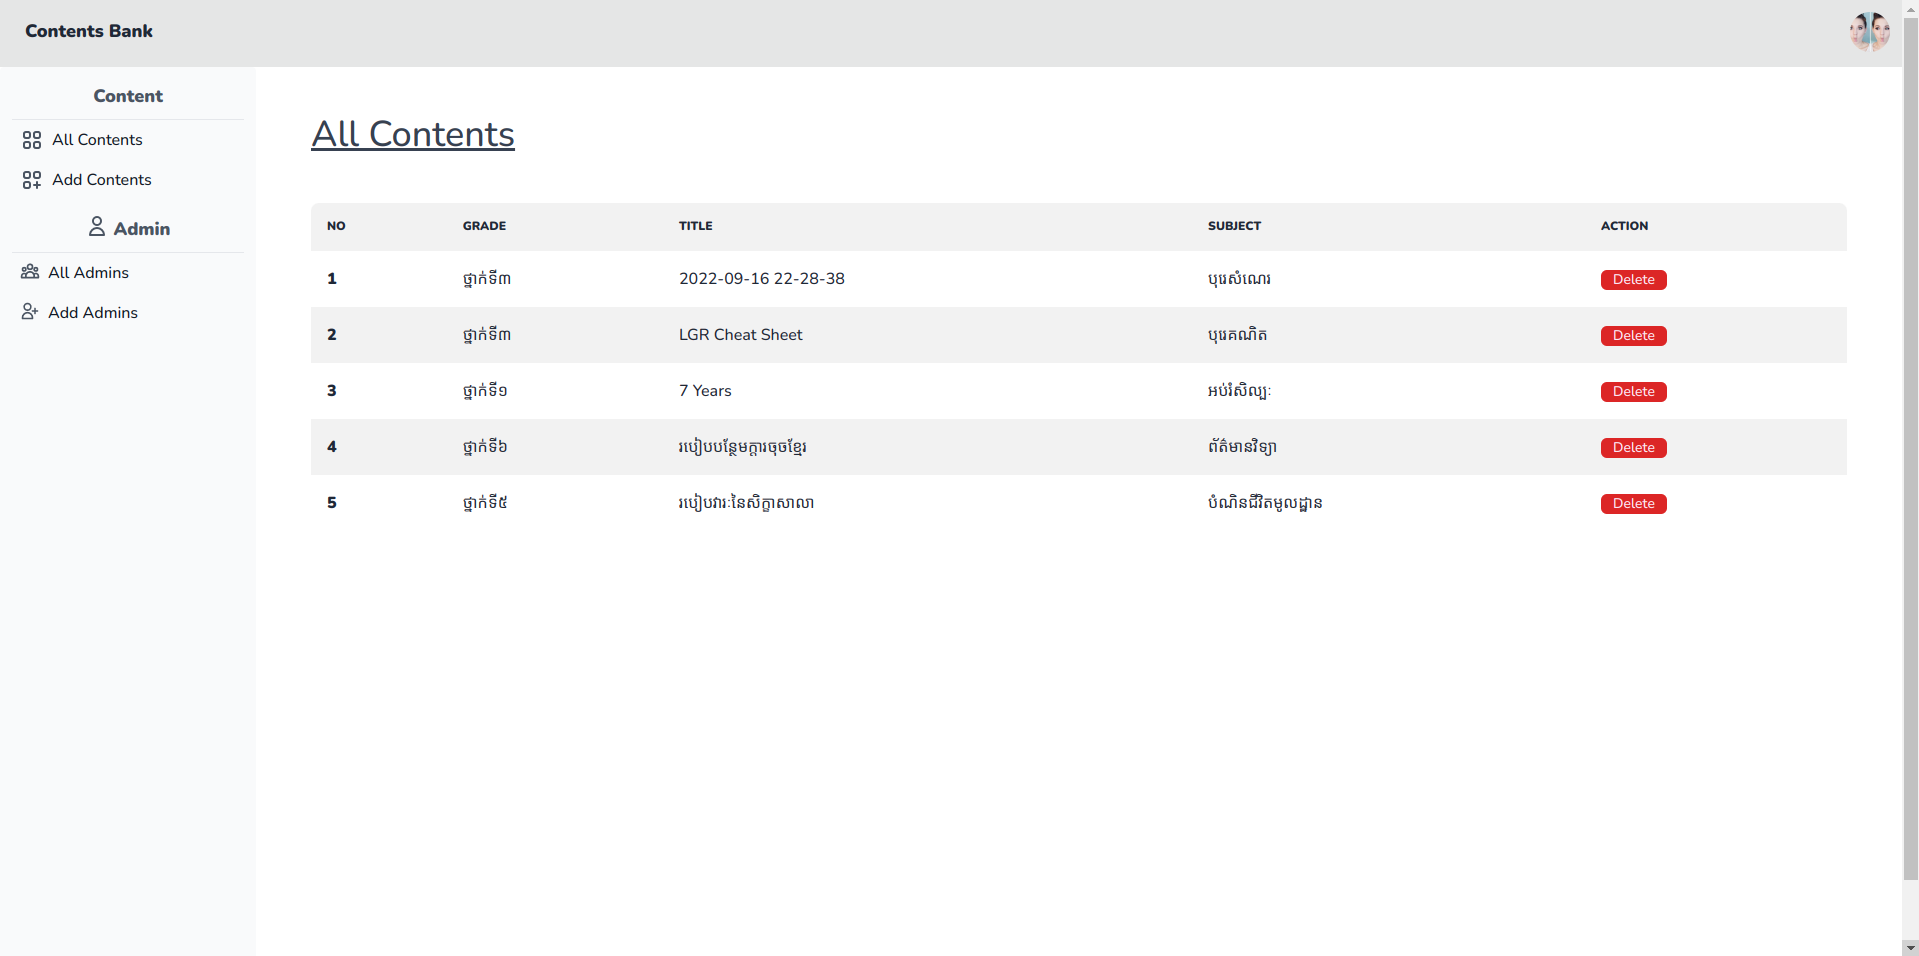 Contents Bank
Content
All Contents
Add Contents
Admin
All Admins
Add Admins
All Contents
NO GRADE TITLE SUBJECT ACTION
1 ថ្នាក់ទី៣ 2022-09-16 22-28-38 បុរេសំណេរ Delete
2 ថ្នាក់ទី៣ LGR Cheat Sheet បុរេគណិត Delete
3 ថ្នាក់ទី១ 7 Years អប់រំសិល្បៈ Delete
4 ថ្នាក់ទី៦ របៀបបន្ថែមក្តារចុចខ្មែរ ព័ត៌មានវិទ្យា Delete
5 ថ្នាក់ទី៥ របៀបវារៈនៃសិក្ខាសាលា បំណិនជីវិតមូលដ្ឋាន Delete